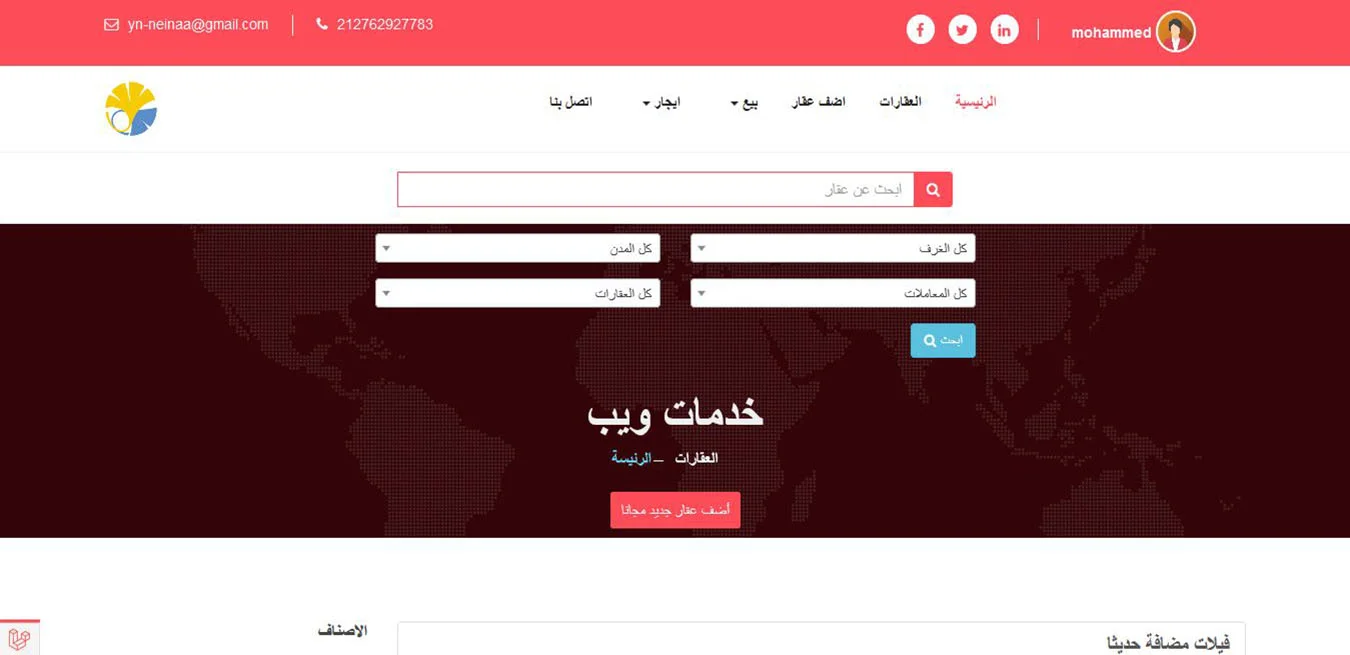 yn-neinaa@gmail.com
212762927783
mohammed
الرئيسية
العقارات
اضف عقار
بيع
ايجار
اتصل بنا
ابحث عن عقار
كل الغرف
كل المدن
كل المعاملات
كل العقارات
ابحث
خدمات ويب
العقارات — الرئيسة
أضف عقار جديد مجانا
فيلات مضافة حديثا
الاصناف